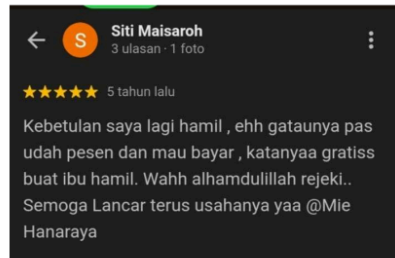 Siti Maisaroh
3 ulasan · 1 foto
5 tahun lalu
Kebetulan saya lagi hamil , ehh gataunya pas
udah pesen dan mau bayar , katanyaa gratiss
buat ibu hamil. Wahh alhamdulillah rejeki..
Semoga Lancar terus usahanya yaa @Mie
Hanaraya